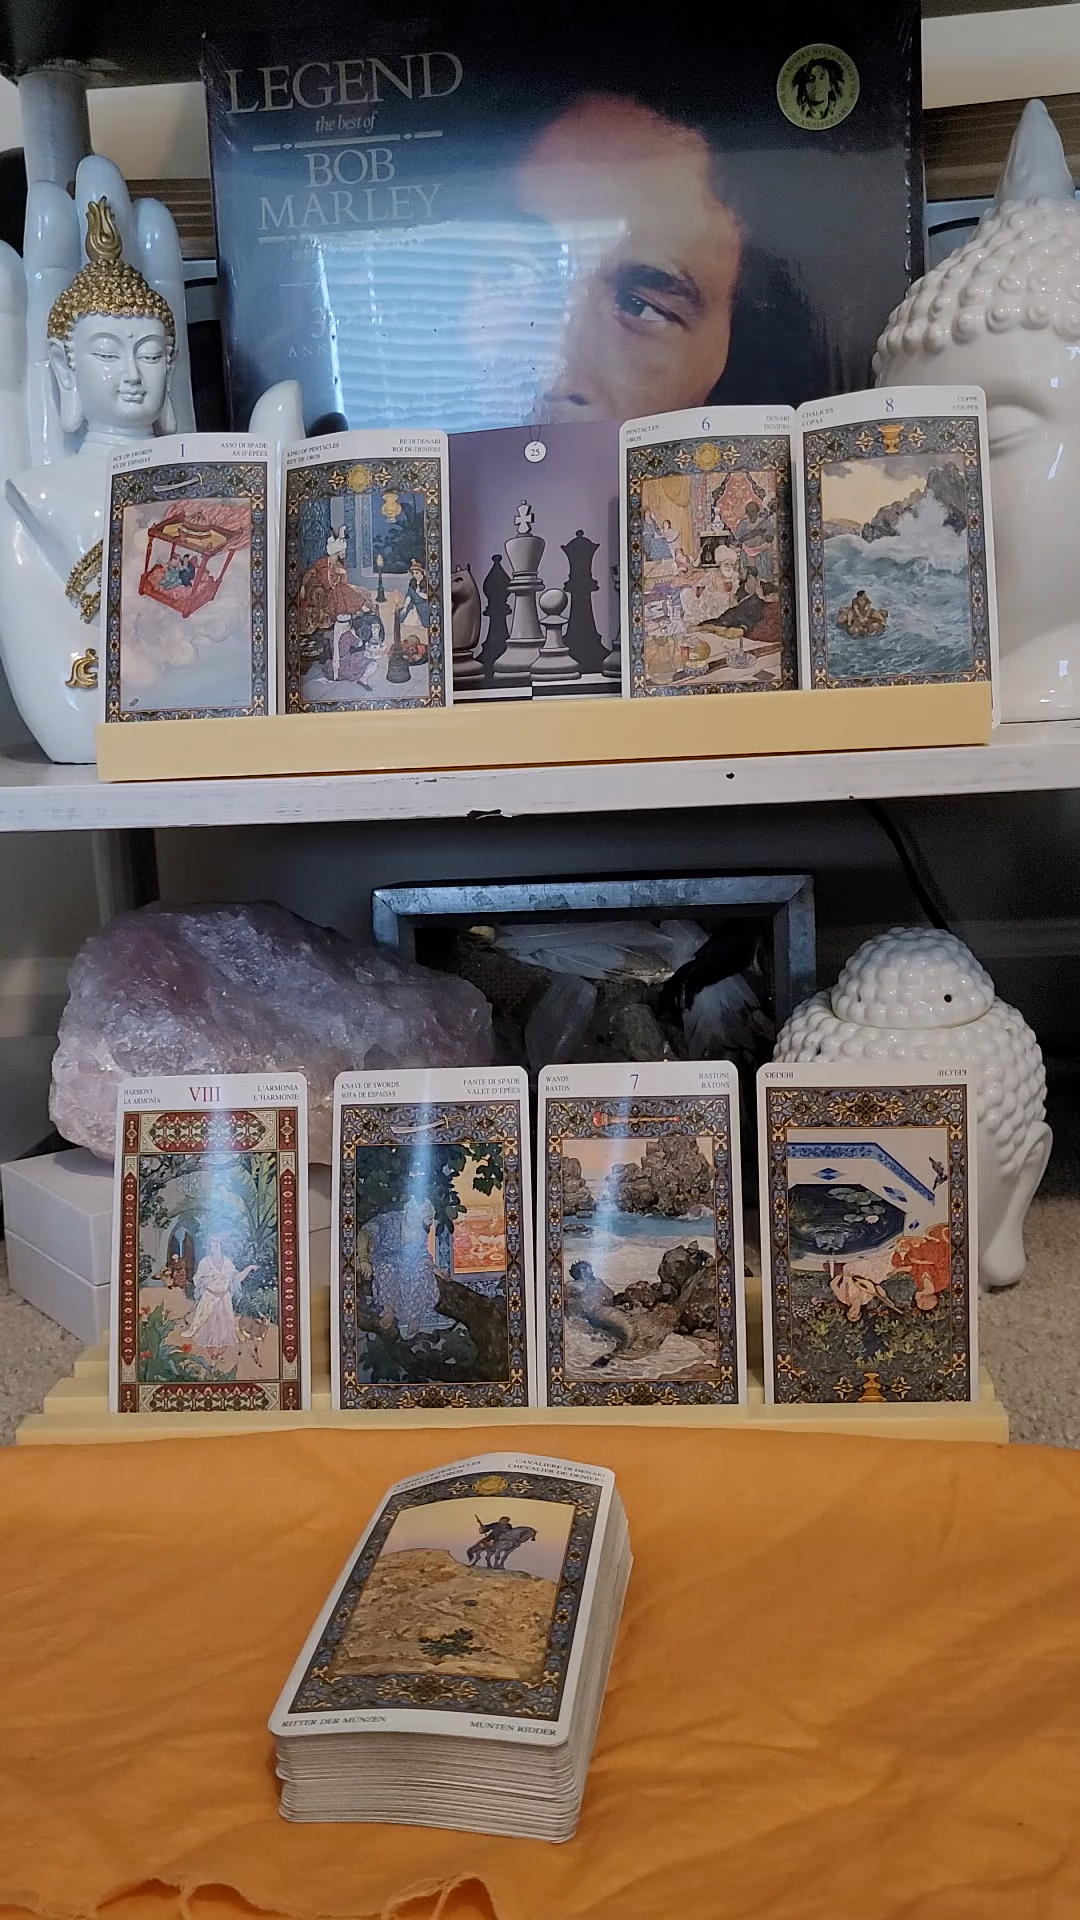 LEGEND
the best of
BOB
MARLEY
ACE OF SWORDS
AS DE ESPADAS
1
ASSO DI SPADE
AS D'ÉPÉES
KING OF PENTACLES
REY DE OROS
RE DI DENARI
ROI DE DENIERS
25
PENTACLES
OROS
6
DENARI
DENIERS
CHALICES
COPAS
8
COPPE
COUPES
HARMONY
LA ARMONÍA
VIII
L'ARMONIA
L'HARMONIE
KNAVE OF SWORDS
SOTA DE ESPADAS
FANTE DI SPADE
VALET D'ÉPÉES
WANDS
BASTOS
7
BASTONI
BÂTONS
BEKERS
KELCHE
CAVALIERE DI DENARI
CHEVALIER DE DENIERS
RITTER DER MÜNZEN
MUNTEN RIDDER